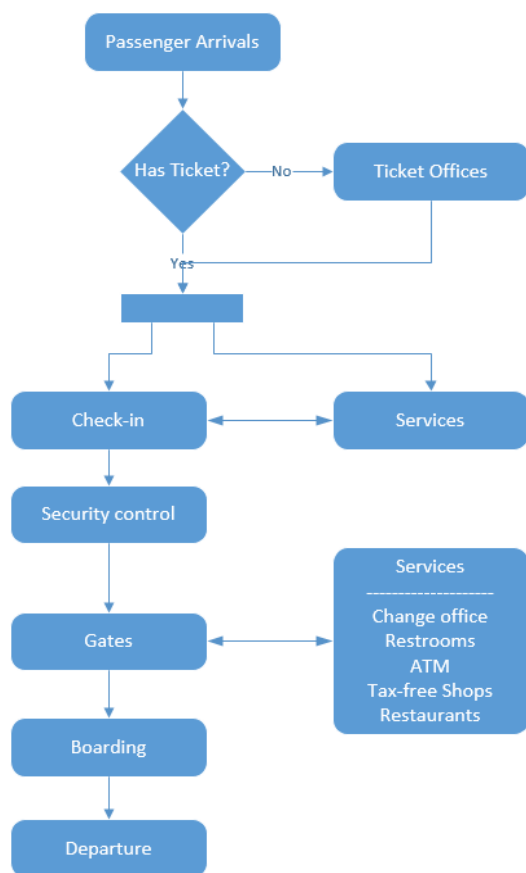 Passenger Arrivals
Has Ticket?
No
Ticket Offices
Yes
Check-in
Services
Security control
Services
--------------------
Change office
Restrooms
ATM
Tax-free Shops
Restaurants
Gates
Boarding
Departure